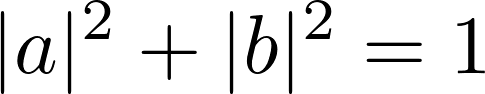 |a|² + |b|² = 1